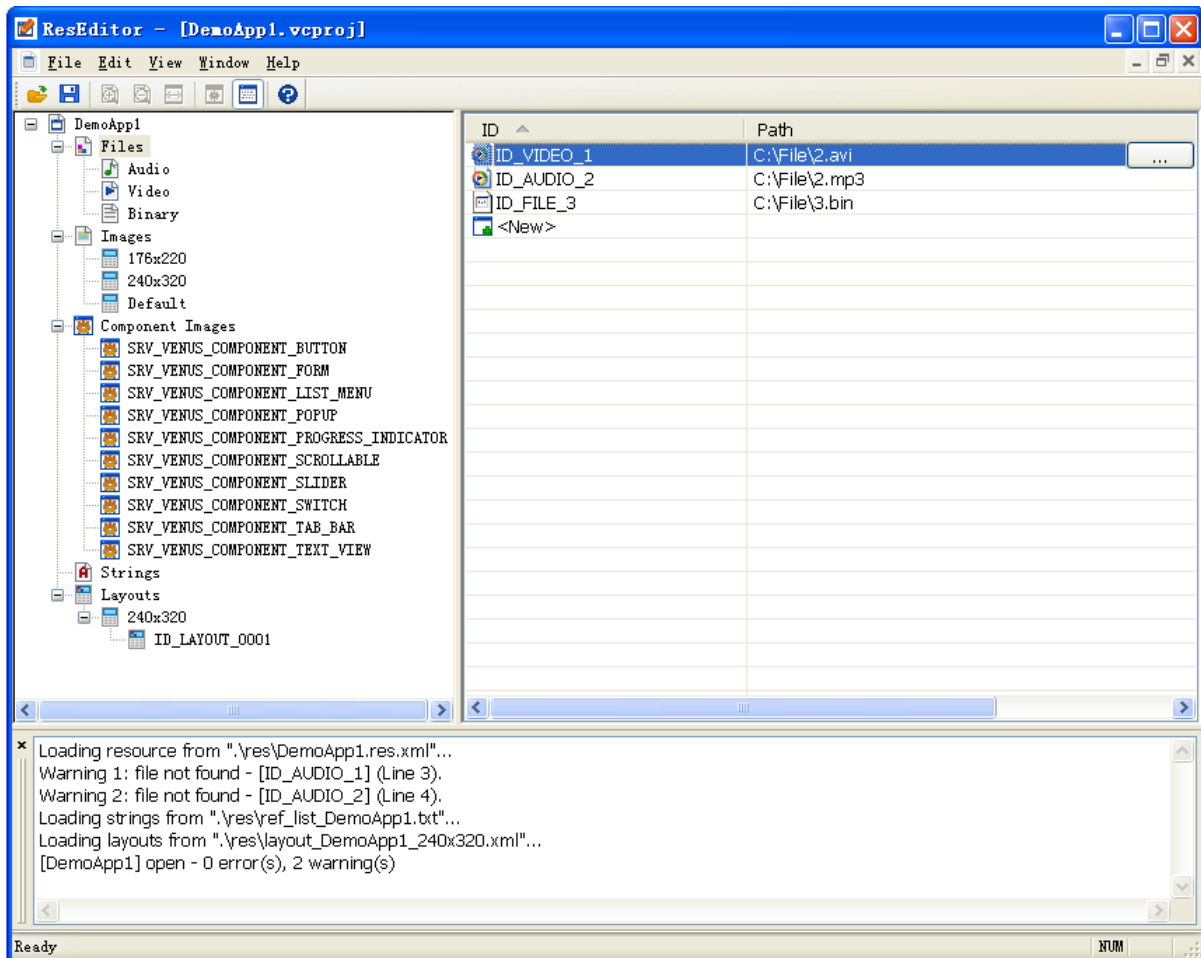 ResEditor - [DemoApp1.vcproj]
File Edit View Window Help
DemoApp1
Files
Audio
Video
Binary
Images
176x220
240x320
Default
Component Images
SRV_VENUS_COMPONENT_BUTTON
SRV_VENUS_COMPONENT_FORM
SRV_VENUS_COMPONENT_LIST_MENU
SRV_VENUS_COMPONENT_POPUP
SRV_VENUS_COMPONENT_PROGRESS_INDICATOR
SRV_VENUS_COMPONENT_SCROLLABLE
SRV_VENUS_COMPONENT_SLIDER
SRV_VENUS_COMPONENT_SWITCH
SRV_VENUS_COMPONENT_TAB_BAR
SRV_VENUS_COMPONENT_TEXT_VIEW
Strings
Layouts
240x320
ID_LAYOUT_0001
ID Path
ID_VIDEO_1 C:\File\2.avi ...
ID_AUDIO_2 C:\File\2.mp3
ID_FILE_3 C:\File\3.bin
<New>
Loading resource from ".\res\DemoApp1.res.xml"...
Warning 1: file not found - [ID_AUDIO_1] (Line 3).
Warning 2: file not found - [ID_AUDIO_2] (Line 4).
Loading strings from ".\res\ref_list_DemoApp1.txt"...
Loading layouts from ".\res\layout_DemoApp1_240x320.xml"...
[DemoApp1] open - 0 error(s), 2 warning(s)
Ready NUM